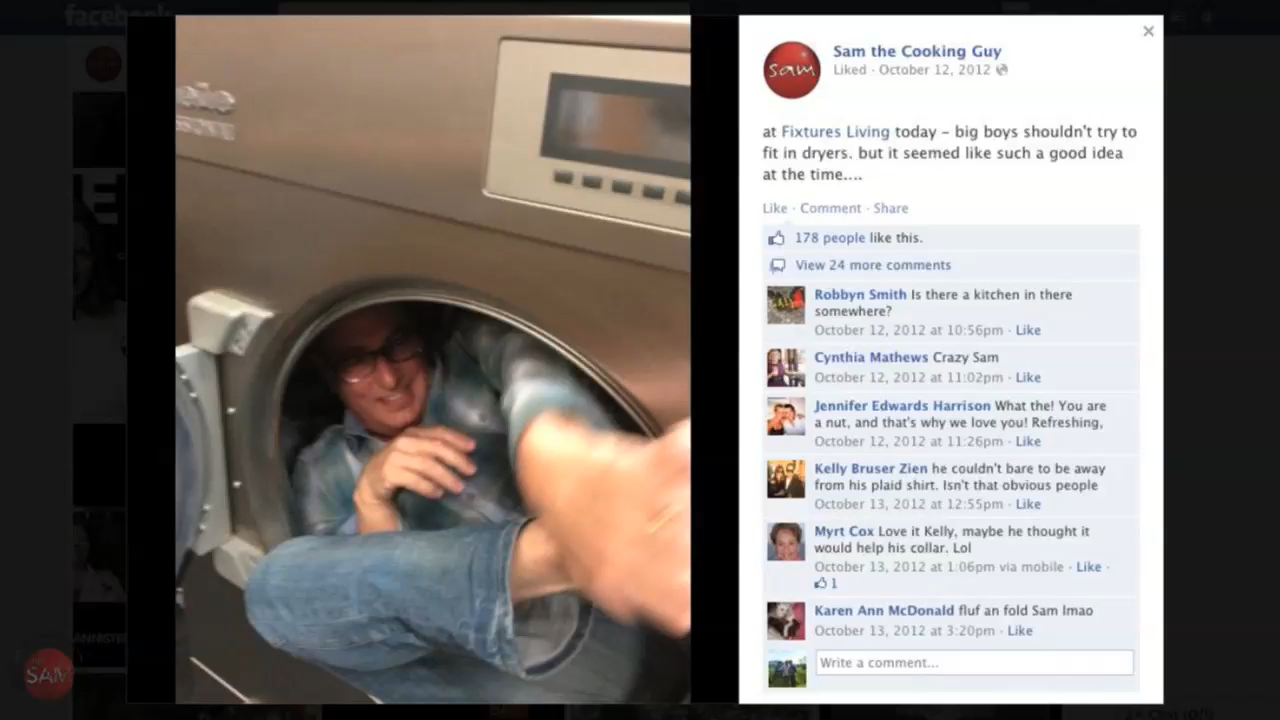 facebook
sam
Sam the Cooking Guy
Liked · October 12, 2012
at Fixtures Living today – big boys shouldn't try to
fit in dryers. but it seemed like such a good idea
at the time....
Like · Comment · Share
178 people like this.
View 24 more comments
Robbyn Smith Is there a kitchen in there
somewhere?
October 12, 2012 at 10:56pm · Like
Cynthia Mathews Crazy Sam
October 12, 2012 at 11:02pm · Like
Jennifer Edwards Harrison What the! You are
a nut, and that's why we love you! Refreshing,
October 12, 2012 at 11:26pm · Like
Kelly Bruser Zien he couldn't bare to be away
from his plaid shirt. Isn't that obvious people
October 13, 2012 at 12:55pm · Like
Myrt Cox Love it Kelly, maybe he thought it
would help his collar. Lol
October 13, 2012 at 1:06pm via mobile · Like ·
1
Karen Ann McDonald fluf an fold Sam lmao
October 13, 2012 at 3:20pm · Like
Write a comment...
SAM